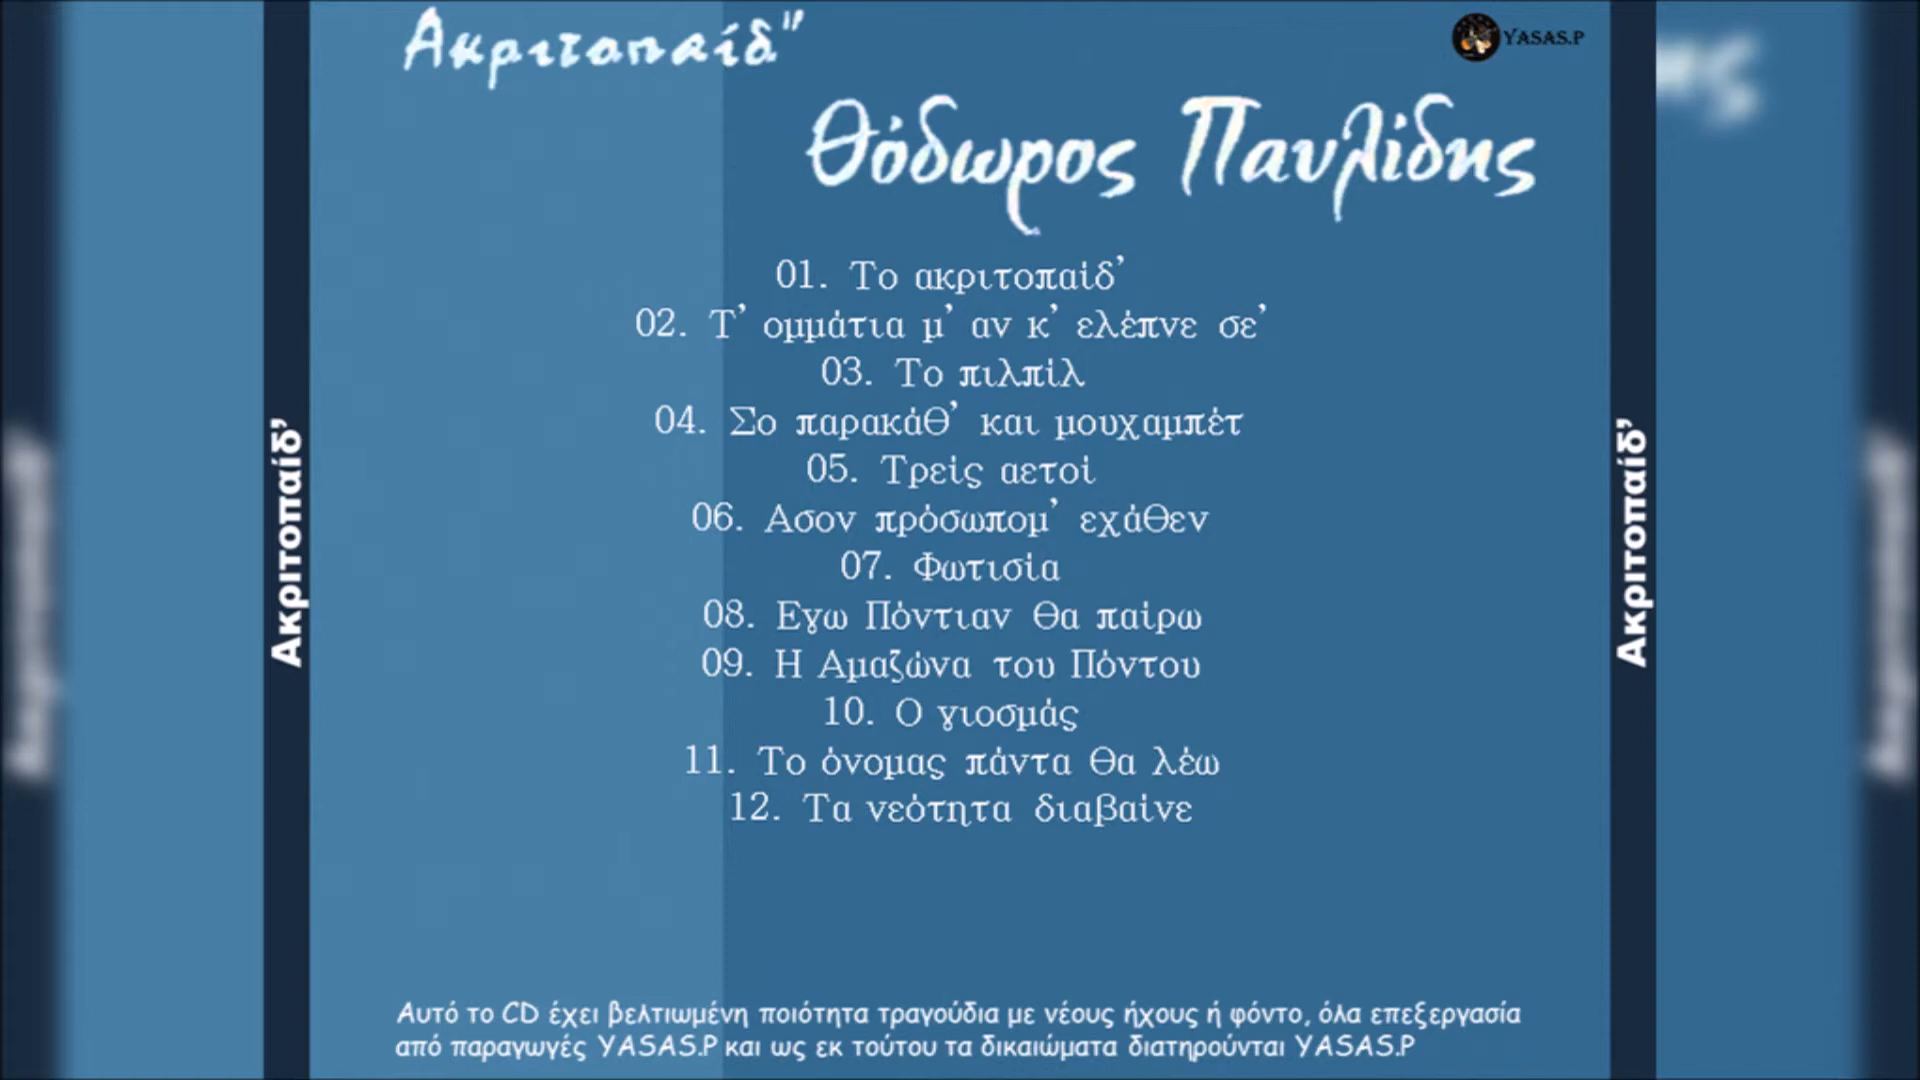 Ακριτοπαίδ"
YASAS.P
Θόδωρος Παυλίδης
01. Το ακριτοπαίδ’
02. Τ’ ομμάτια μ’ αν κ’ ελέπνε σε’
03. Το πιλπίλ
04. Σο παρακάθ’ και μουχαμπέτ
05. Τρείς αετοί
06. Ασον πρόσωπομ’ εχάθεν
07. Φωτισία
08. Εγω Πόντιαν θα παίρω
09. Η Αμαζώνα του Πόντου
10. Ο γιοσμάς
11. Το όνομας πάντα θα λέω
12. Τα νεότητα διαβαίνε
Ακριτοπαίδ’
Ακριτοπαίδ’
Αυτό το CD έχει βελτιωμένη ποιότητα τραγούδια με νέους ήχους ή φόντο, όλα επεξεργασία
από παραγωγές YASAS.P και ως εκ τούτου τα δικαιώματα διατηρούνται YASAS.P